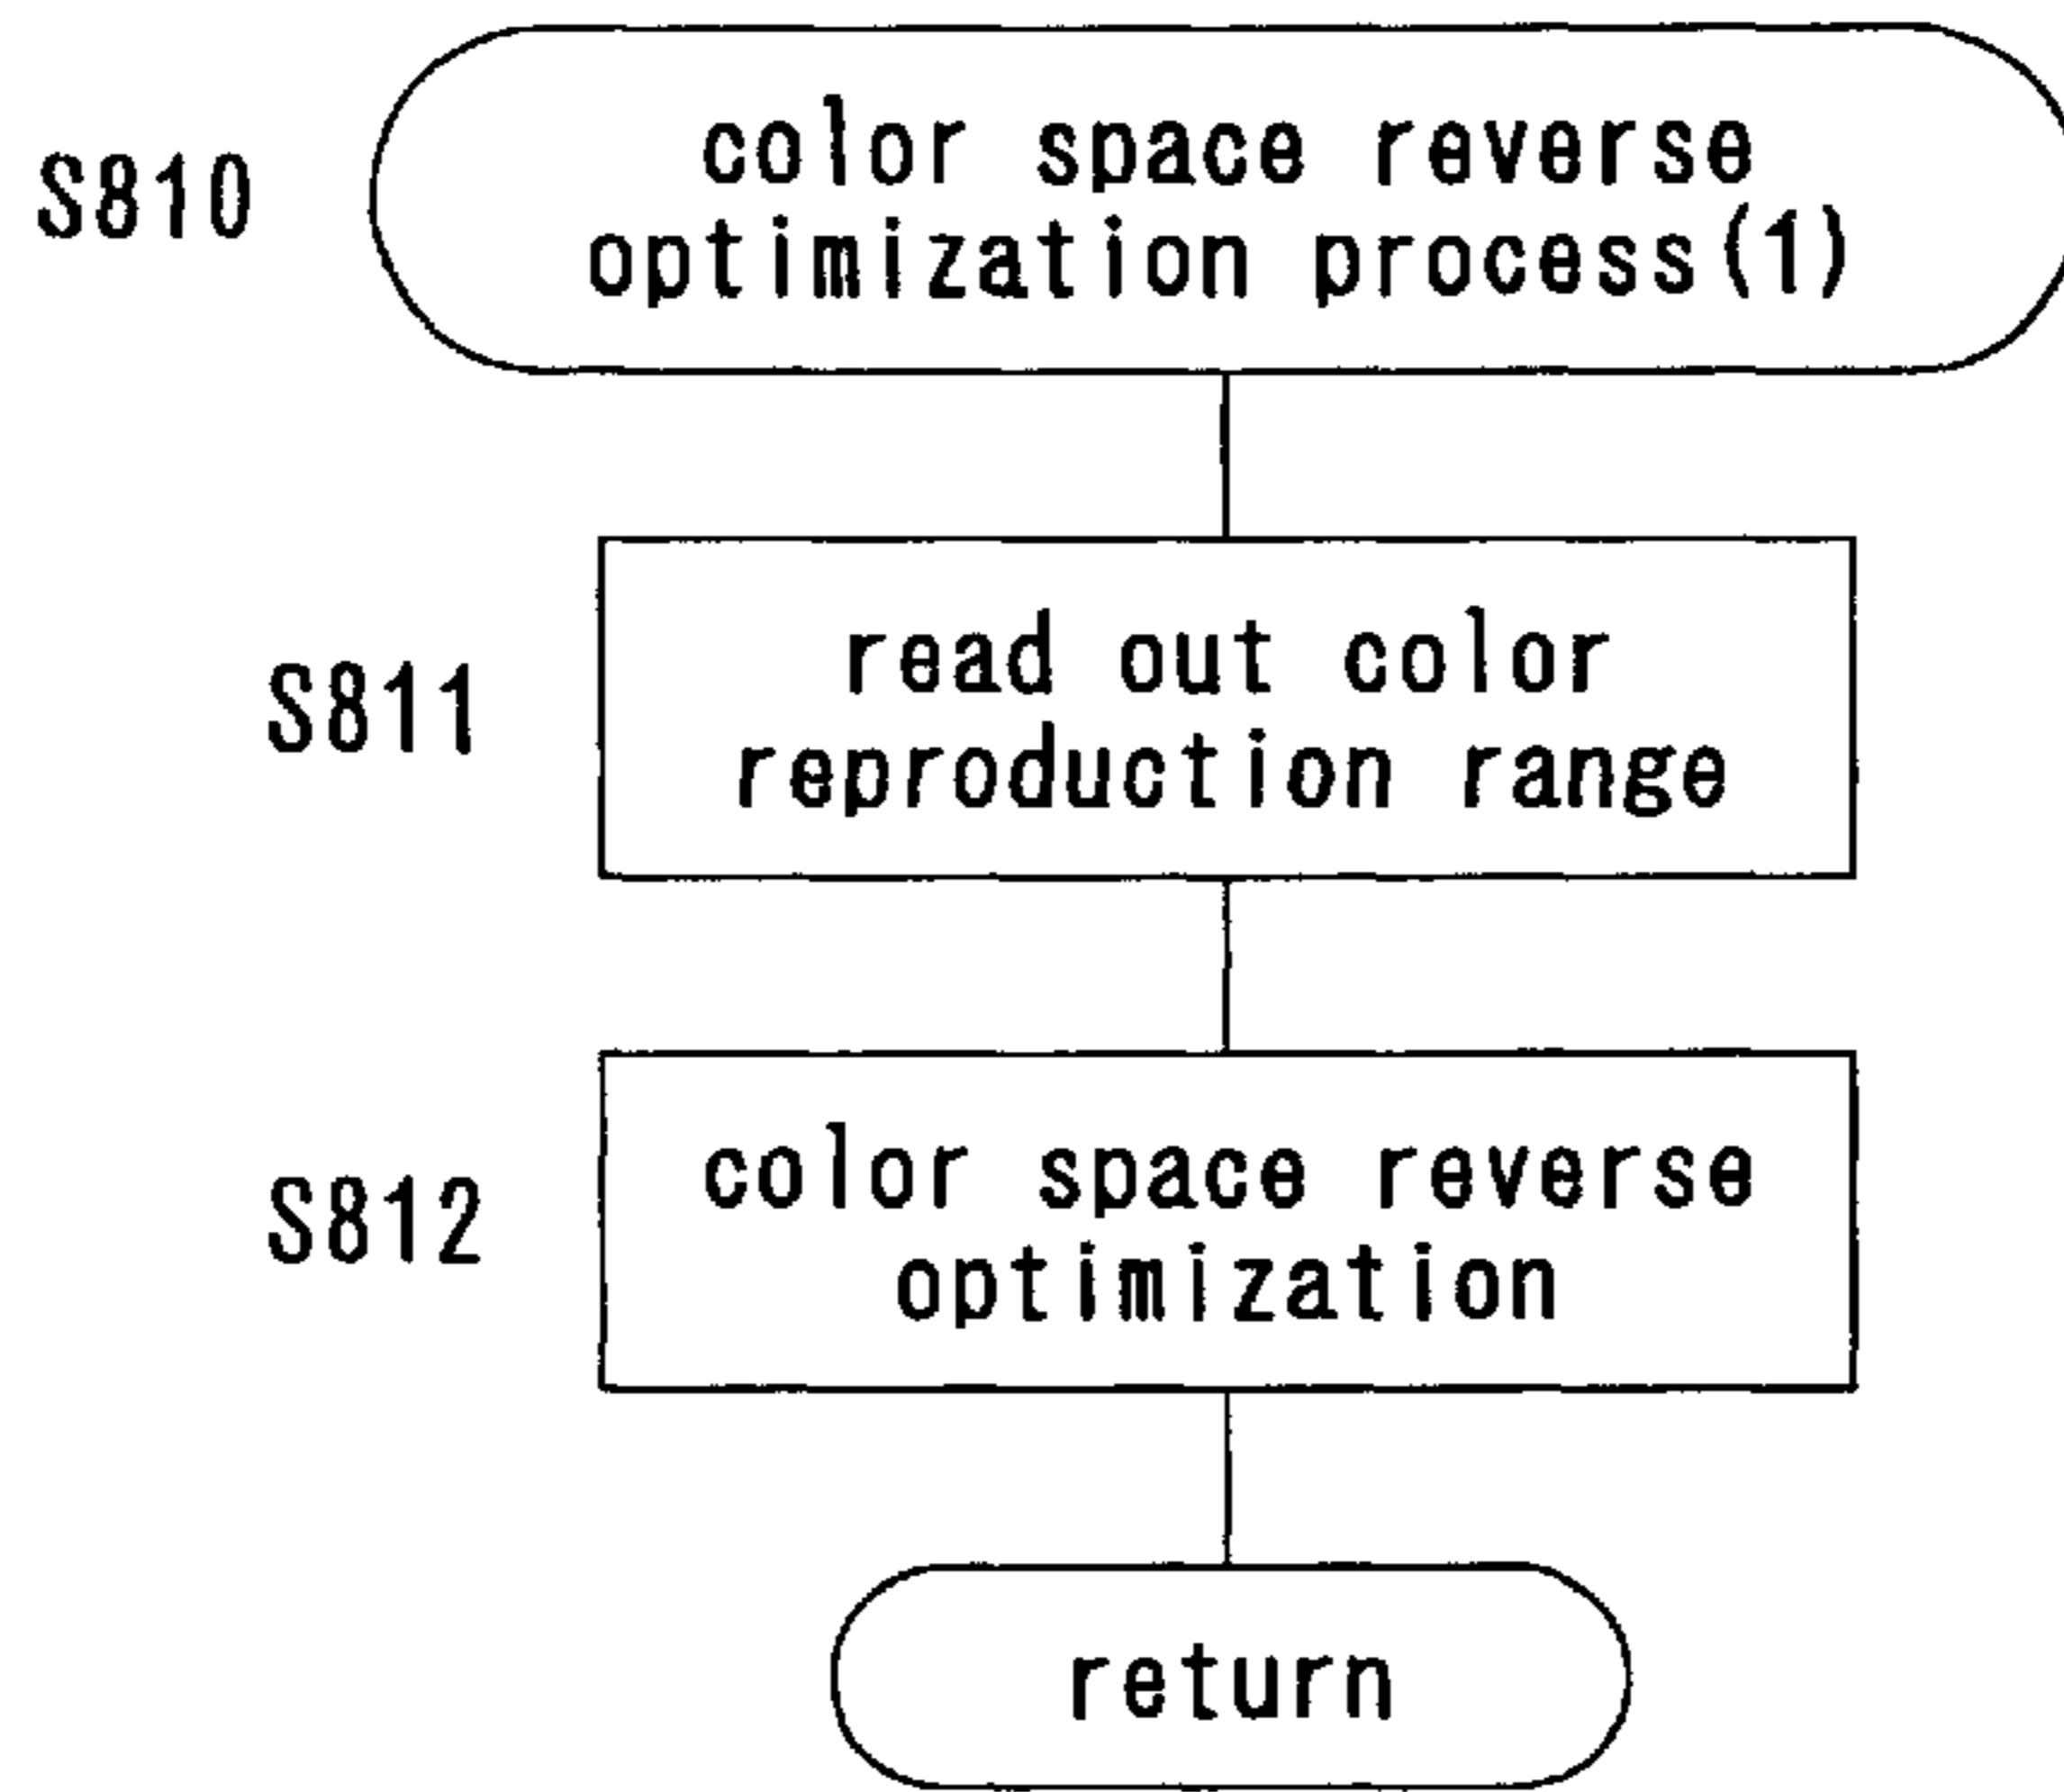 S810
color space reverse
optimization process(1)
S811
read out color
reproduction range
S812
color space reverse
optimization
return